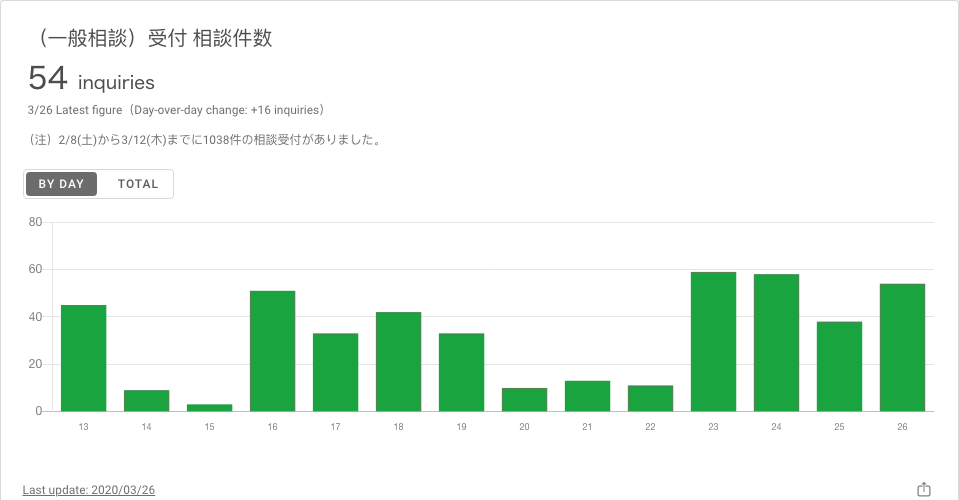 （一般相談）受付 相談件数
54 inquiries
3/26 Latest figure（Day-over-day change: +16 inquiries）
（注）2/8(土)から3/12(木)までに1038件の相談受付がありました。
BY DAY TOTAL
80
60
40
20
0
13 14 15 16 17 18 19 20 21 22 23 24 25 26
Last update: 2020/03/26